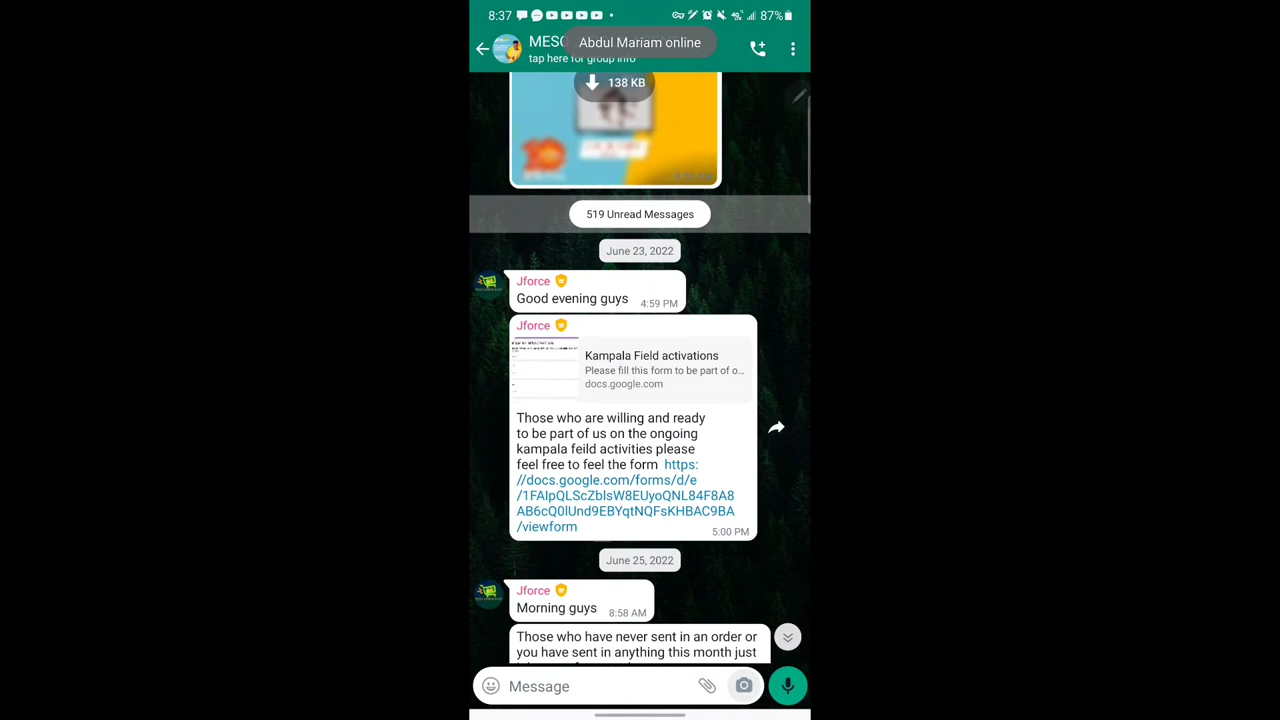 8:37
87%
MESO
Abdul Mariam online
tap here for group info
138 KB
519 Unread Messages
June 23, 2022
Jforce
Good evening guys
4:59 PM
Jforce
Kampala Field activations
Please fill this form to be part of o...
docs.google.com
Those who are willing and ready
to be part of us on the ongoing
kampala feild activities please
feel free to feel the form https:
//docs.google.com/forms/d/e
/1FAIpQLScZblsW8EUyoQNL84F8A8
AB6cQ0lUnd9EBYqtNQFsKHBAC9BA
/viewform
5:00 PM
June 25, 2022
Jforce
Morning guys
8:58 AM
Those who have never sent in an order or
you have sent in anything this month just
Message